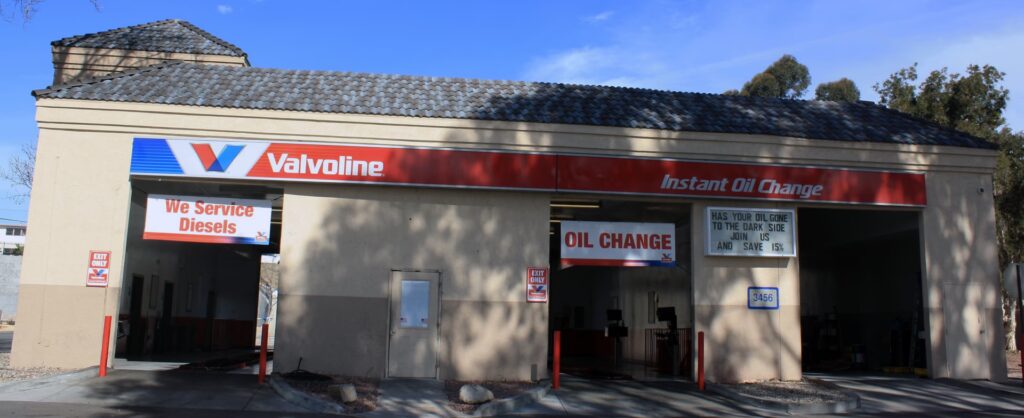 Valvoline
Instant Oil Change
We Service
Diesels
OIL CHANGE
HAS YOUR OIL GONE
TO THE DARK SIDE
JOIN US
AND SAVE 15%
EXIT
ONLY
EXIT
ONLY
3456